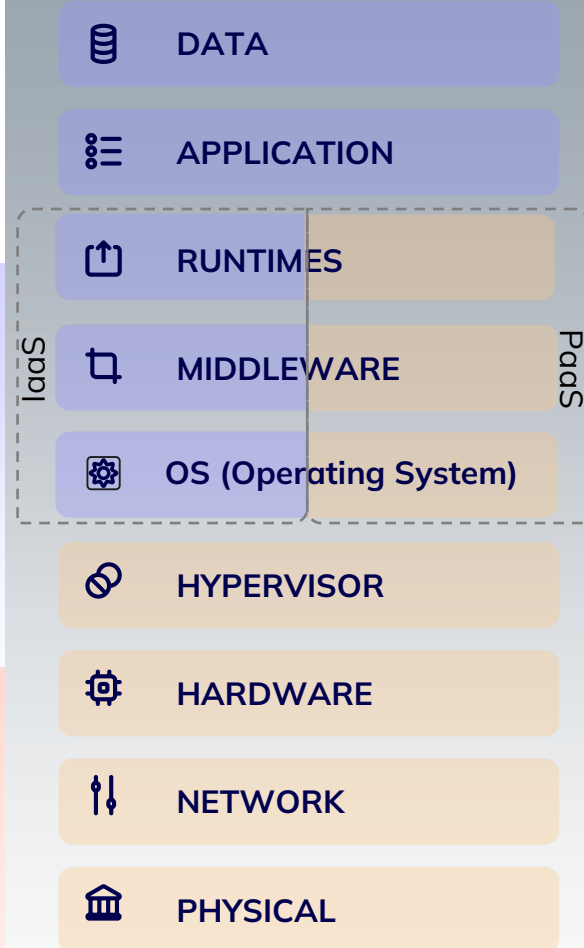 DATA
APPLICATION
RUNTIMES
IaaS
MIDDLEWARE
PaaS
OS (Operating System)
HYPERVISOR
HARDWARE
NETWORK
PHYSICAL